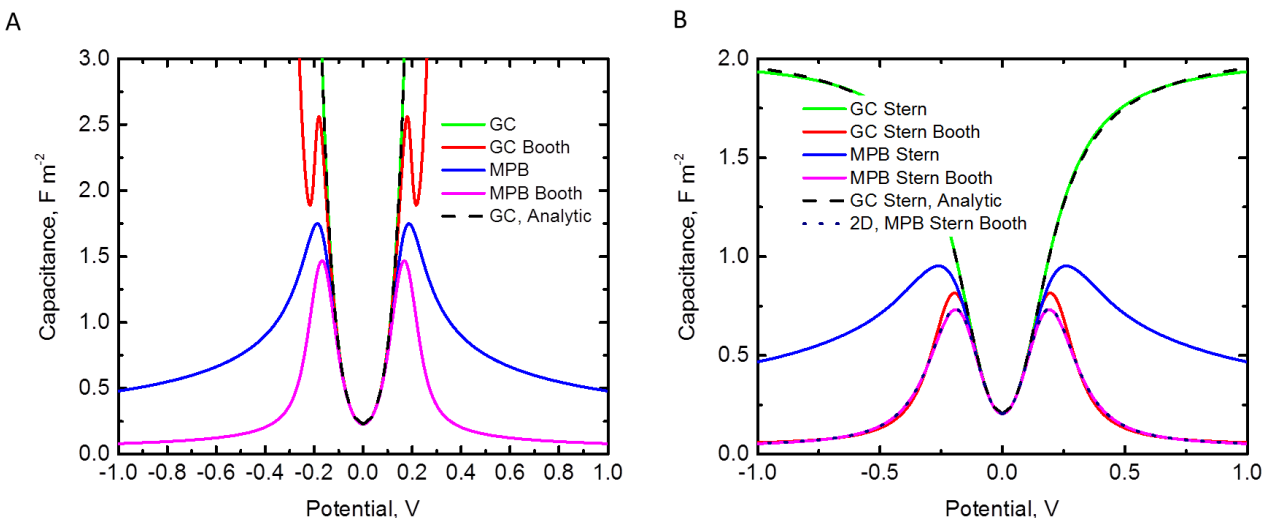 A
3.0
2.5
2.0
1.5
1.0
0.5
0.0
Capacitance, F m-2
-1.0 -0.8 -0.6 -0.4 -0.2 0.0 0.2 0.4 0.6 0.8 1.0
Potential, V
GC
GC Booth
MPB
MPB Booth
GC, Analytic
B
2.0
1.5
1.0
0.5
0.0
Capacitance, F m-2
-1.0 -0.5 0.0 0.5 1.0
Potential, V
GC Stern
GC Stern Booth
MPB Stern
MPB Stern Booth
GC Stern, Analytic
2D, MPB Stern Booth